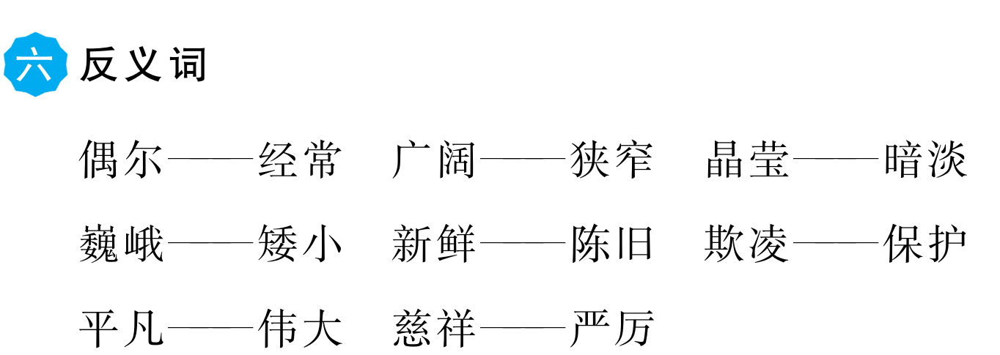 六 反义词
偶尔——经常 广阔——狭窄 晶莹——暗淡
巍峨——矮小 新鲜——陈旧 欺凌——保护
平凡——伟大 慈祥——严厉